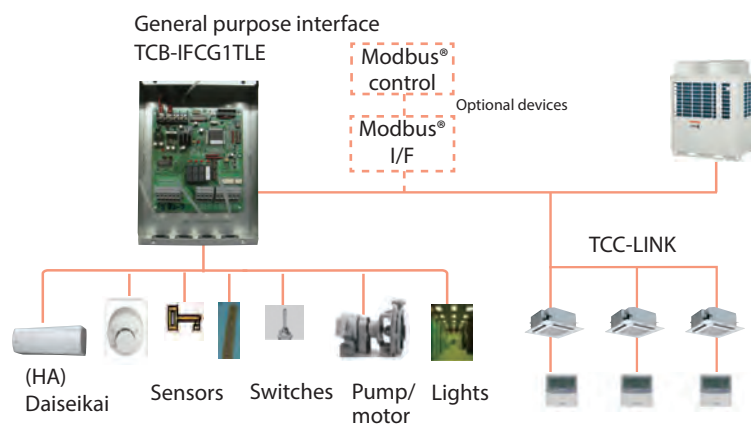 General purpose interface
TCB-IFCG1TLE
Modbus®
control
Optional devices
Modbus®
I/F
TCC-LINK
(HA)
Daiseikai
Sensors
Switches
Pump/
motor
Lights